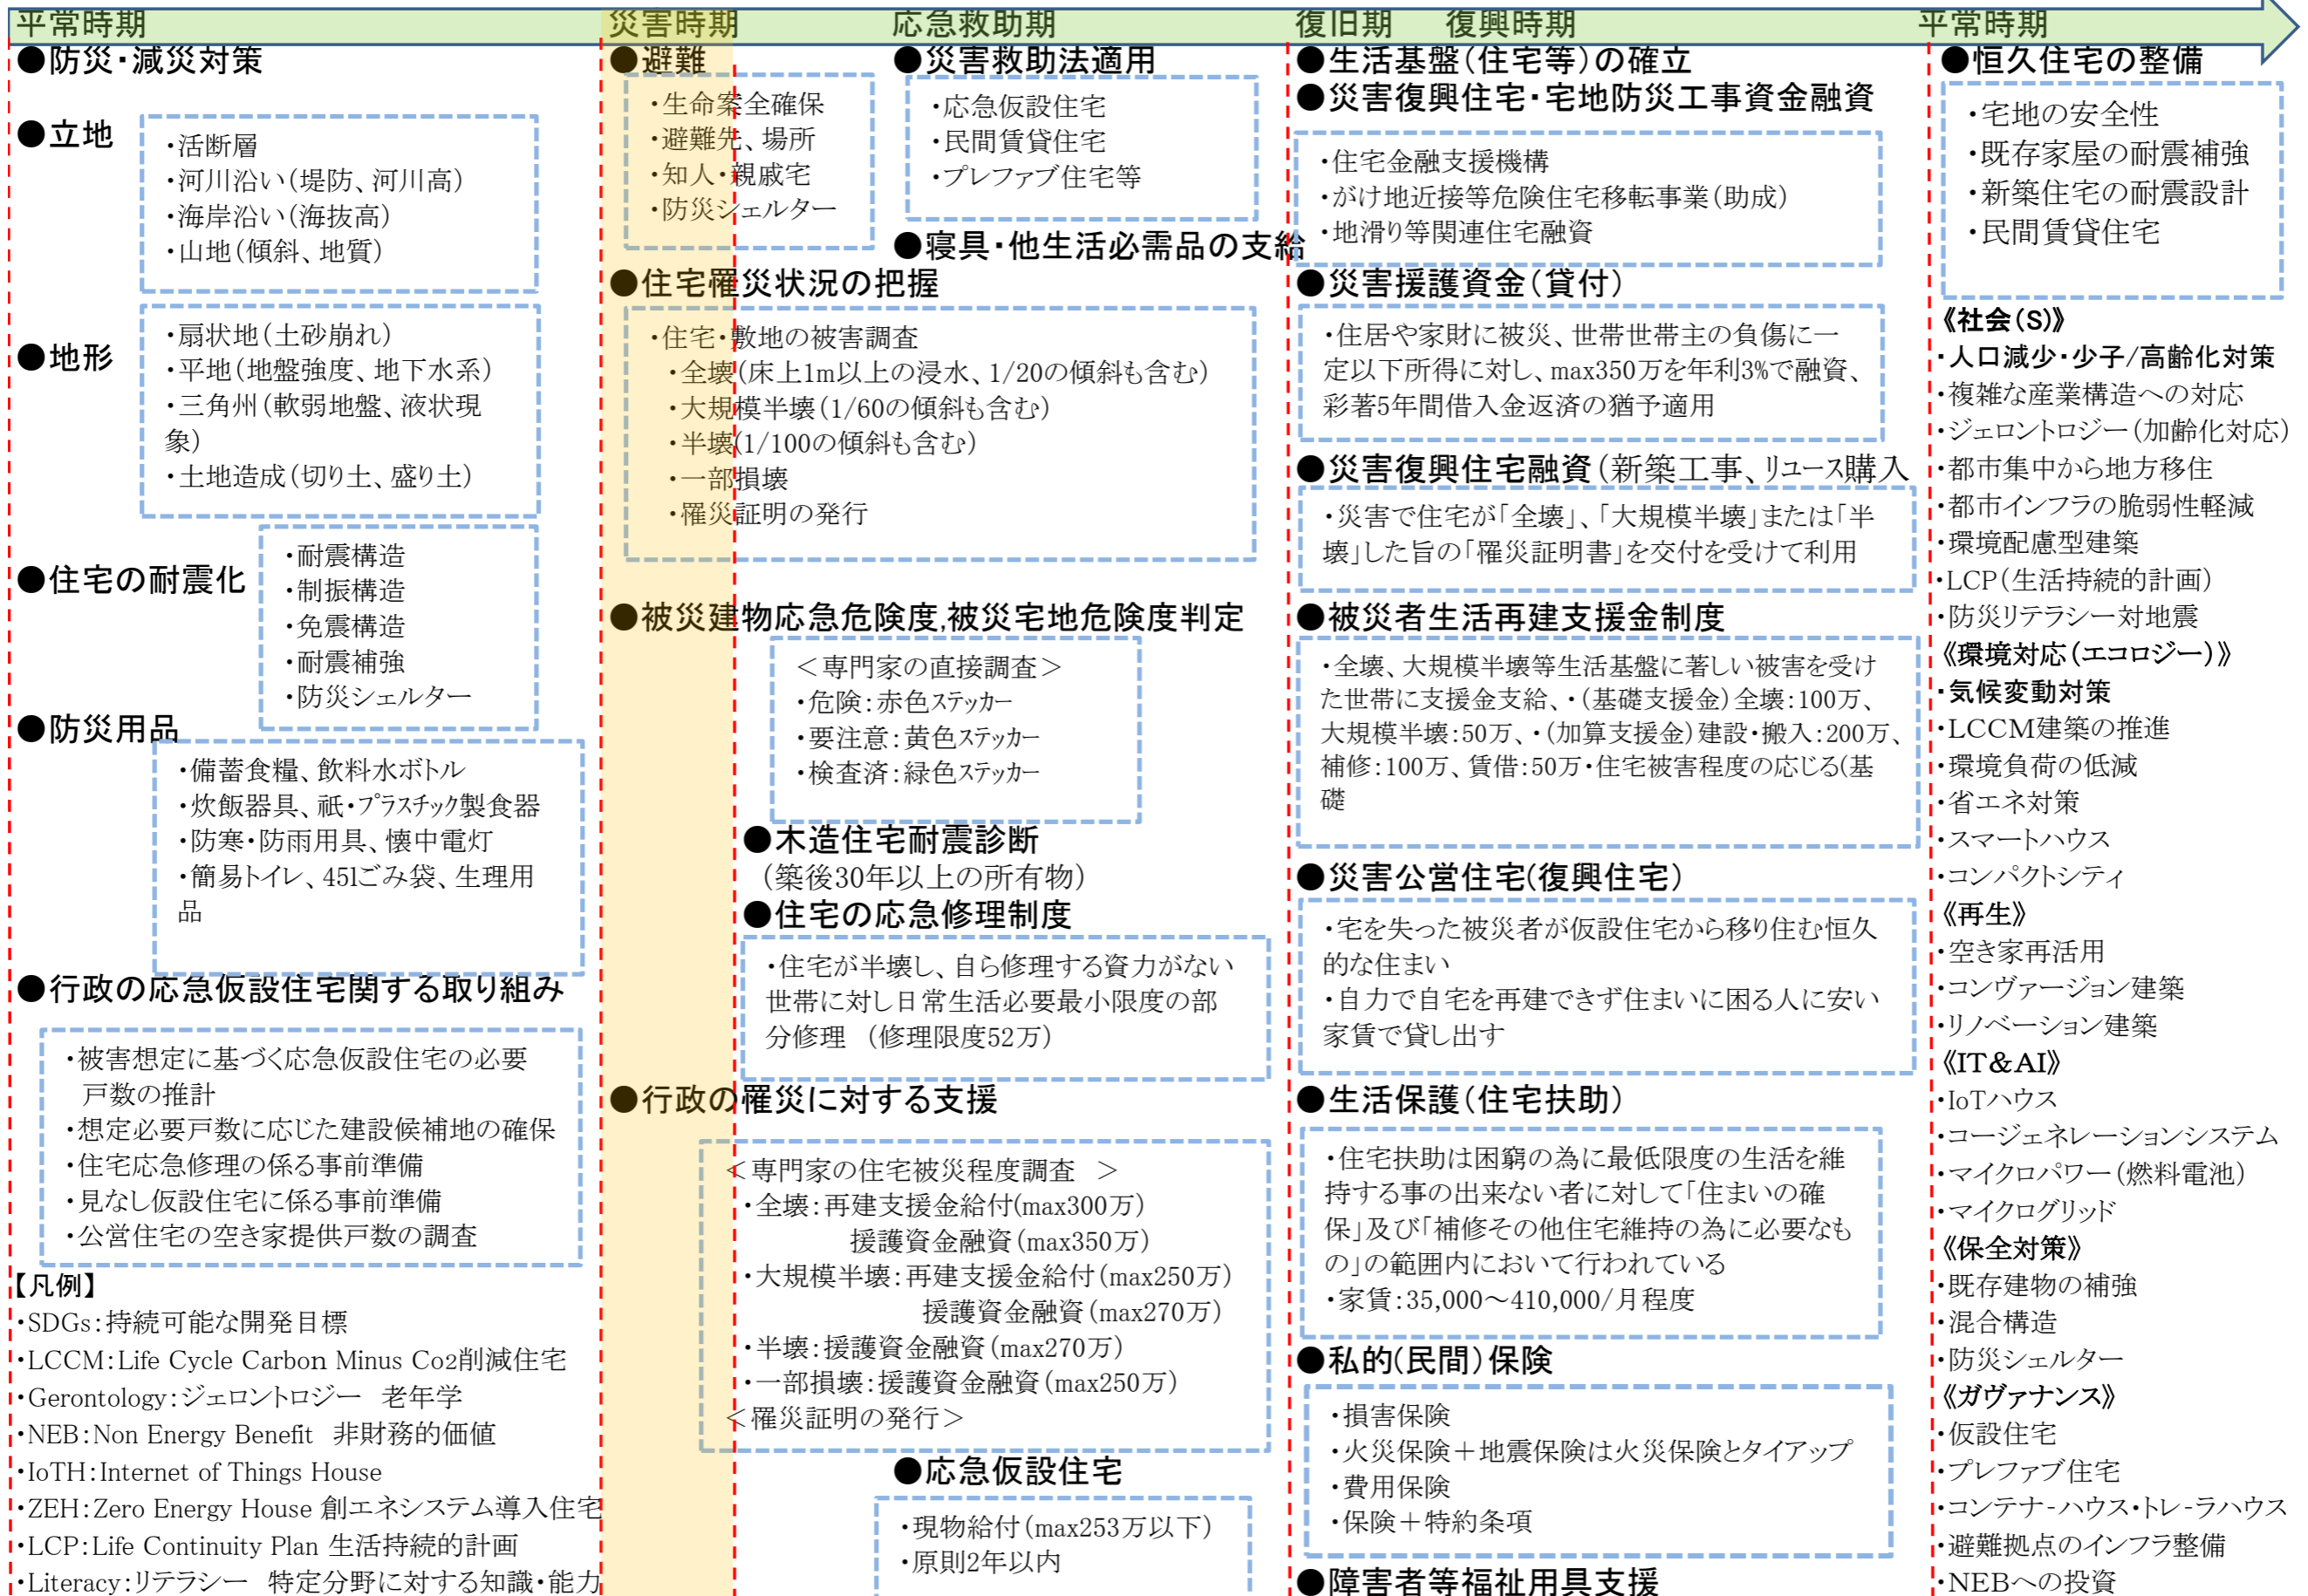 平常時期
災害時期
応急救助期
復旧期
復興時期
平常時期
●防災・減災対策
●立地
・活断層
・河川沿い(堤防、河川高)
・海岸沿い(海抜高)
・山地(傾斜、地質)
●地形
・扇状地(土砂崩れ)
・平地(地盤強度、地下水系)
・三角州(軟弱地盤、液状現
象)
・土地造成(切り土、盛り土)
●住宅の耐震化
・耐震構造
・制振構造
・免震構造
・耐震補強
・防災シェルター
●防災用品
・備蓄食糧、飲料水ボトル
・炊飯器具、祇・プラスチック製食器
・防寒・防雨用具、懐中電灯
・簡易トイレ、45lごみ袋、生理用
品
●行政の応急仮設住宅関する取り組み
・被害想定に基づく応急仮設住宅の必要
戸数の推計
・想定必要戸数に応じた建設候補地の確保
・住宅応急修理の係る事前準備
・見なし仮設住宅に係る事前準備
・公営住宅の空き家提供戸数の調査
【凡例】
・SDGs:持続可能な開発目標
・LCCM:Life Cycle Carbon Minus Co2削減住宅
・Gerontology:ジェロントロジー 老年学
・NEB:Non Energy Benefit 非財務的価値
・IoTH:Internet of Things House
・ZEH:Zero Energy House 創エネシステム導入住宅
・LCP:Life Continuity Plan 生活持続的計画
・Literacy:リテラシー 特定分野に対する知識・能力
●避難
・生命案全確保
・避難先、場所
・知人・親戚宅
・防災シェルター
●災害救助法適用
・応急仮設住宅
・民間賃貸住宅
・プレファブ住宅等
●寝具・他生活必需品の支給
●住宅罹災状況の把握
・住宅・敷地の被害調査
・全壊(床上1m以上の浸水、1/20の傾斜も含む)
・大規模半壊(1/60の傾斜も含む)
・半壊(1/100の傾斜も含む)
・一部損壊
・罹災証明の発行
●被災建物応急危険度,被災宅地危険度判定
<専門家の直接調査>
・危険:赤色ステッカー
・要注意:黄色ステッカー
・検査済:緑色ステッカー
●木造住宅耐震診断
(築後30年以上の所有物)
●住宅の応急修理制度
・住宅が半壊し、自ら修理する資力がない
世帯に対し日常生活必要最小限度の部
分修理 (修理限度52万)
●行政の罹災に対する支援
<専門家の住宅被災程度調査 >
・全壊:再建支援金給付(max300万)
援護資金融資(max350万)
・大規模半壊:再建支援金給付(max250万)
援護資金融資(max270万)
・半壊:援護資金融資(max270万)
・一部損壊:援護資金融資(max250万)
<罹災証明の発行>
●応急仮設住宅
・現物給付(max253万以下)
・原則2年以内
●生活基盤(住宅等)の確立
●災害復興住宅・宅地防災工事資金融資
・住宅金融支援機構
・がけ地近接等危険住宅移転事業(助成)
・地滑り等関連住宅融資
●災害援護資金(貸付)
・住居や家財に被災、世帯世帯主の負傷に一
定以下所得に対し、max350万を年利3%で融資、
彩著5年間借入金返済の猶予適用
●災害復興住宅融資(新築工事、リユース購入
・災害で住宅が「全壊」、「大規模半壊」または「半
壊」した旨の「罹災証明書」を交付を受けて利用
●被災者生活再建支援金制度
・全壊、大規模半壊等生活基盤に著しい被害を受け
た世帯に支援金支給、・(基礎支援金)全壊:100万、
大規模半壊:50万、・(加算支援金)建設・搬入:200万、
補修:100万、賃借:50万・住宅被害程度の応じる(基
礎
●災害公営住宅(復興住宅)
・宅を失った被災者が仮設住宅から移り住む恒久
的な住まい
・自力で自宅を再建できず住まいに困る人に安い
家賃で貸し出す
●生活保護(住宅扶助)
・住宅扶助は困窮の為に最低限度の生活を維
持する事の出来ない者に対して「住まいの確
保」及び「補修その他住宅維持の為に必要なも
の」の範囲内において行われている
・家賃:35,000～410,000/月程度
●私的(民間)保険
・損害保険
・火災保険+地震保険は火災保険とタイアップ
・費用保険
・保険+特約条項
●障害者等福祉用具支援
●恒久住宅の整備
・宅地の安全性
・既存家屋の耐震補強
・新築住宅の耐震設計
・民間賃貸住宅
《社会(S)》
・人口減少・少子/高齢化対策
・複雑な産業構造への対応
・ジェロントロジー(加齢化対応)
・都市集中から地方移住
・都市インフラの脆弱性軽減
・環境配慮型建築
・LCP(生活持続的計画)
・防災リテラシー対地震
《環境対応(エコロジー)》
・気候変動対策
・LCCM建築の推進
・環境負荷の低減
・省エネ対策
・スマートハウス
・コンパクトシティ
《再生》
・空き家再活用
・コンヴァージョン建築
・リノベーション建築
《IT&AI》
・IoTハウス
・コージェネレーションシステム
・マイクロパワー(燃料電池)
・マイクログリッド
《保全対策》
・既存建物の補強
・混合構造
・防災シェルター
《ガヴァナンス》
・仮設住宅
・プレファブ住宅
・コンテナ-ハウス・トレ-ラハウス
・避難拠点のインフラ整備
・NEBへの投資